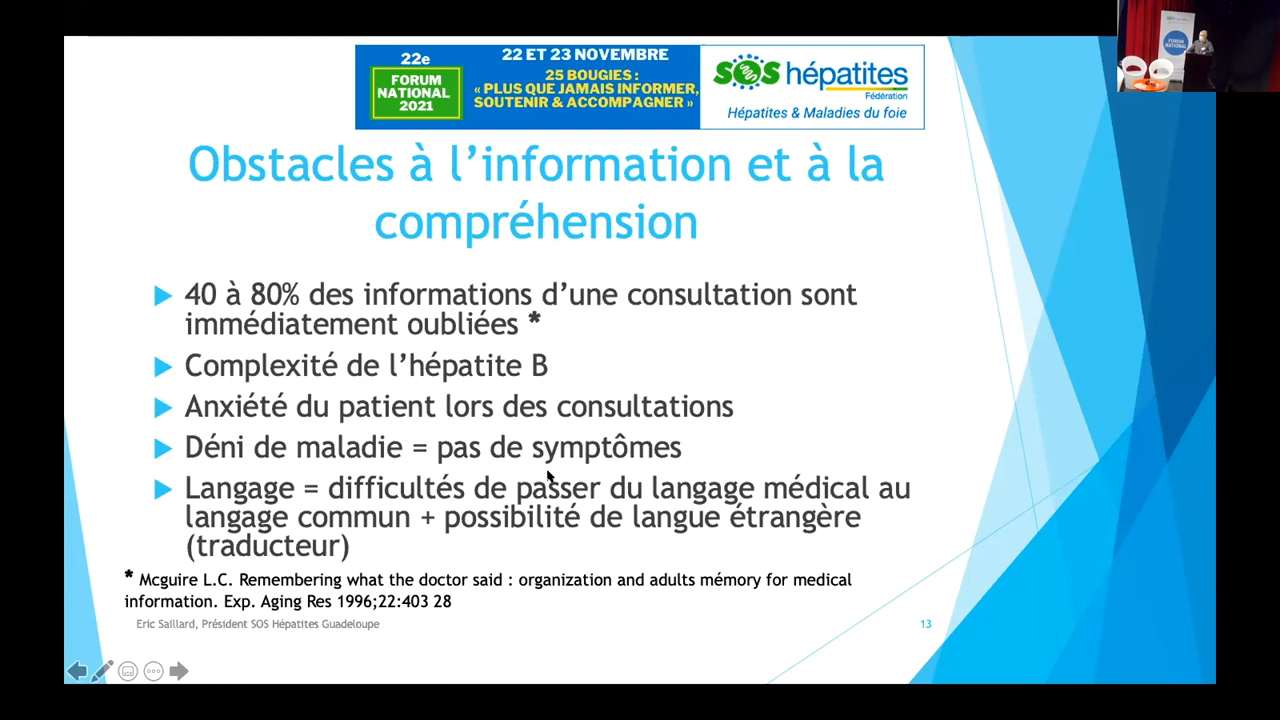 22e
FORUM
NATIONAL
2021
22 ET 23 NOVEMBRE
25 BOUGIES :
« PLUS QUE JAMAIS INFORMER,
SOUTENIR & ACCOMPAGNER »
SOS hépatites
Fédération
Hépatites & Maladies du foie
FORUM
NATIONAL
Obstacles à l’information et à la
compréhension
40 à 80% des informations d’une consultation sont
immédiatement oubliées *
Complexité de l’hépatite B
Anxiété du patient lors des consultations
Déni de maladie = pas de symptômes
Langage = difficultés de passer du langage médical au
langage commun + possibilité de langue étrangère
(traducteur)
* Mcguire L.C. Remembering what the doctor said : organization and adults mémory for medical
information. Exp. Aging Res 1996;22:403 28
Eric Saillard, Président SOS Hépatites Guadeloupe
13